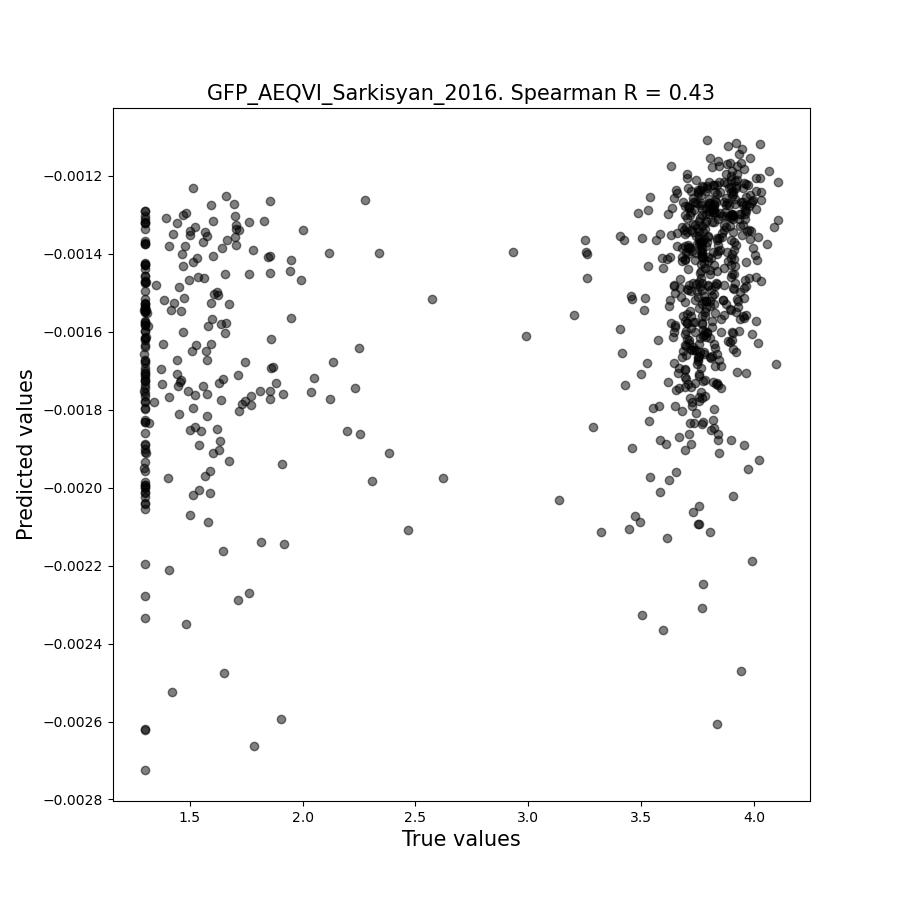 GFP_AEQVI_Sarkisyan_2016. Spearman R = 0.43
−0.0012
−0.0014
−0.0016
−0.0018
−0.0020
−0.0022
−0.0024
−0.0026
−0.0028
Predicted values
1.5 2.0 2.5 3.0 3.5 4.0
True values